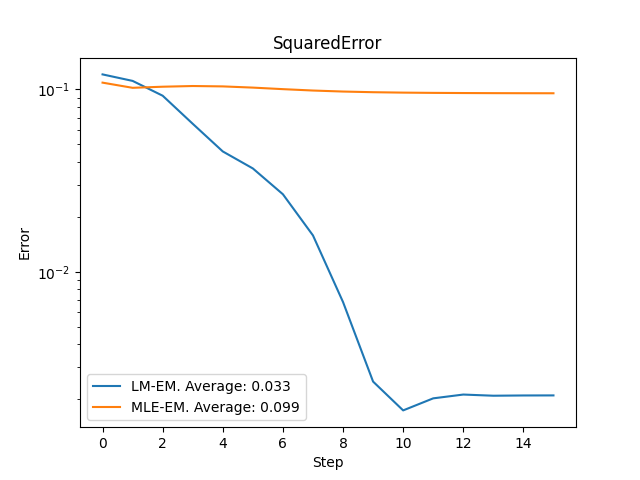 SquaredError
10⁻¹
10⁻²
Error
LM-EM. Average: 0.033
MLE-EM. Average: 0.099
0 2 4 6 8 10 12 14
Step